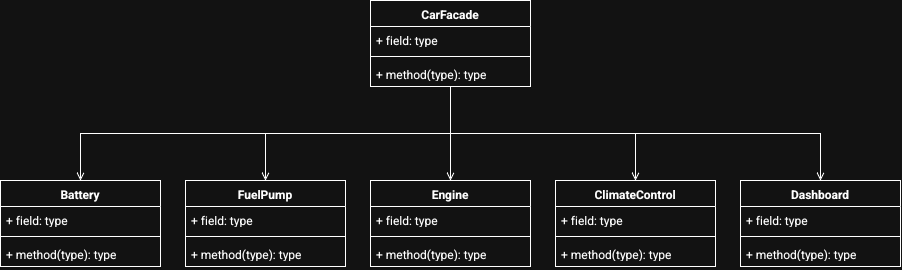 CarFacade
+ field: type
+ method(type): type
Battery
+ field: type
+ method(type): type
FuelPump
+ field: type
+ method(type): type
Engine
+ field: type
+ method(type): type
ClimateControl
+ field: type
+ method(type): type
Dashboard
+ field: type
+ method(type): type